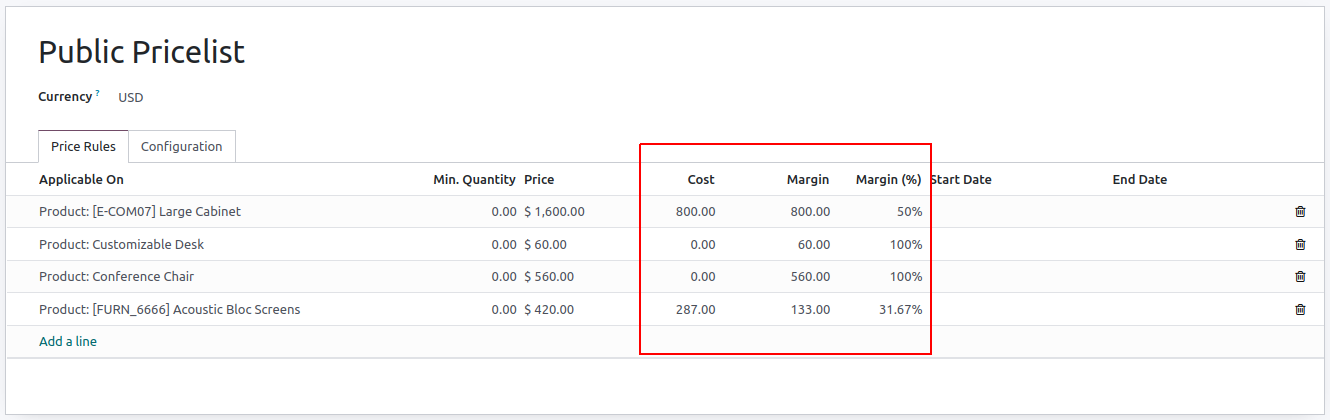 Public Pricelist
Currency ? USD
Price Rules Configuration
Applicable On Min. Quantity Price Cost Margin Margin (%) Start Date End Date
Product: [E-COM07] Large Cabinet 0.00 $ 1,600.00 800.00 800.00 50%
Product: Customizable Desk 0.00 $ 60.00 0.00 60.00 100%
Product: Conference Chair 0.00 $ 560.00 0.00 560.00 100%
Product: [FURN_6666] Acoustic Bloc Screens 0.00 $ 420.00 287.00 133.00 31.67%
Add a line